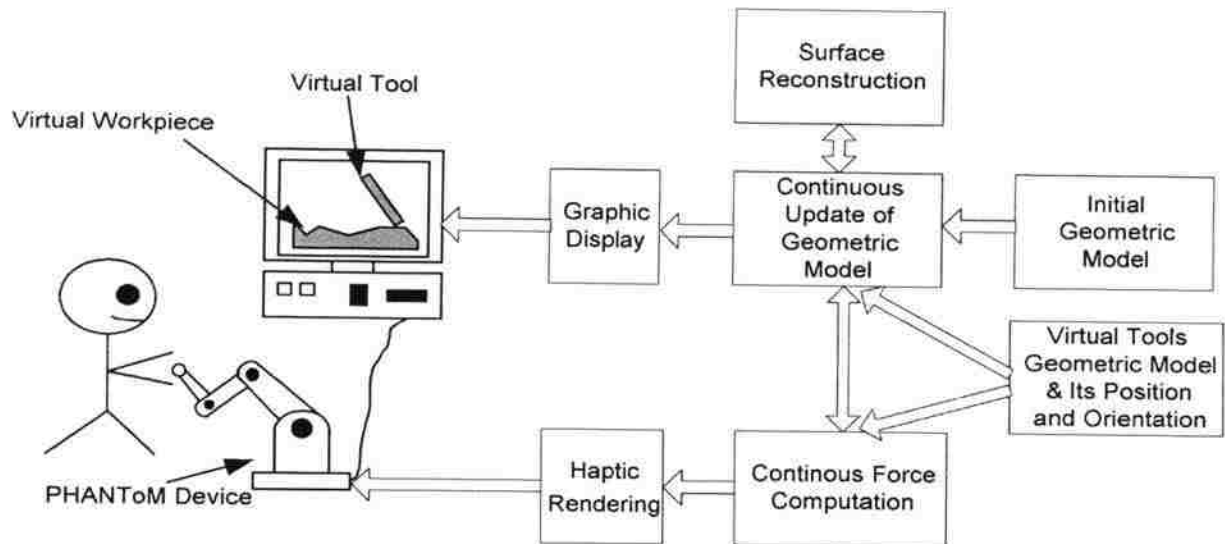 Surface
Reconstruction
Virtual Tool
Virtual Workpiece
Graphic
Display
Continuous
Update of
Geometric
Model
Initial
Geometric
Model
Virtual Tools
Geometric Model
& Its Position
and Orientation
PHANToM Device
Haptic
Rendering
Continous Force
Computation